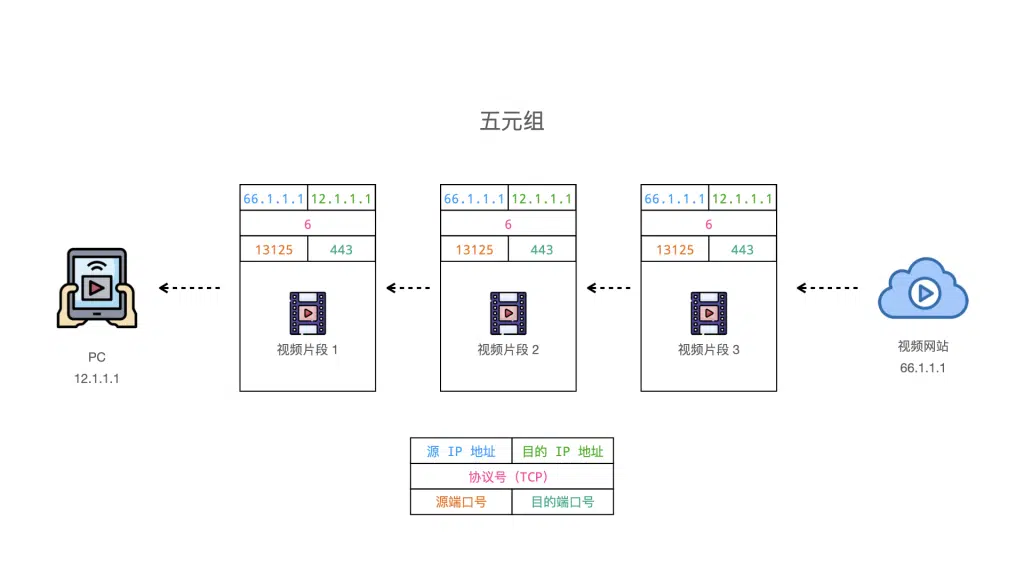 五元组
66.1.1.1 12.1.1.1
6
13125 443
视频片段 1
66.1.1.1 12.1.1.1
6
13125 443
视频片段 2
66.1.1.1 12.1.1.1
6
13125 443
视频片段 3
PC
12.1.1.1
视频网站
66.1.1.1
源 IP 地址 目的 IP 地址
协议号（TCP）
源端口号 目的端口号